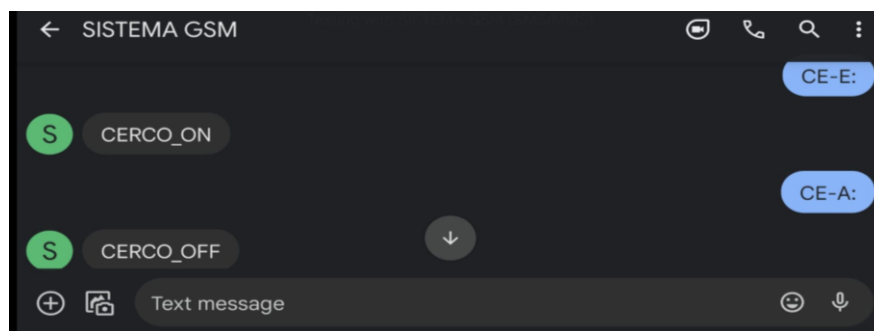 SISTEMA GSM
CE-E:
S
CERCO_ON
CE-A:
S
CERCO_OFF
Text message